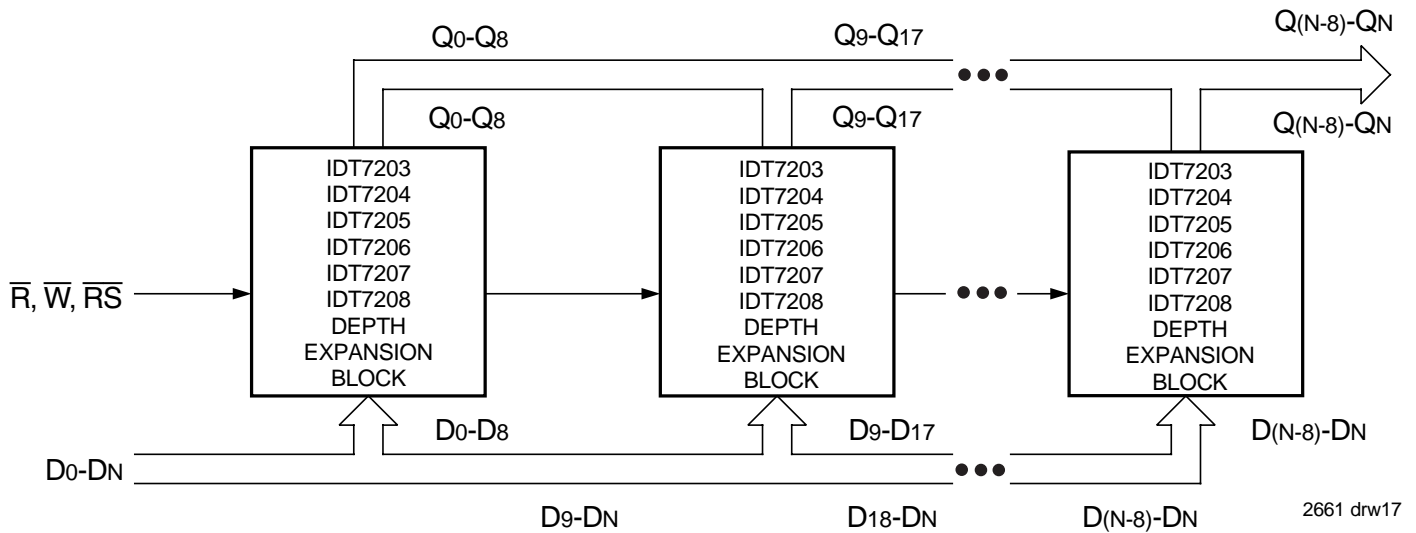 Q0-Q8
Q9-Q17
Q(N-8)-QN
Q0-Q8
Q9-Q17
Q(N-8)-QN
IDT7203
IDT7204
IDT7205
IDT7206
IDT7207
IDT7208
DEPTH
EXPANSION
BLOCK
IDT7203
IDT7204
IDT7205
IDT7206
IDT7207
IDT7208
DEPTH
EXPANSION
BLOCK
IDT7203
IDT7204
IDT7205
IDT7206
IDT7207
IDT7208
DEPTH
EXPANSION
BLOCK
R̅, W̅, R̅S̅
D0-D8
D9-D17
D(N-8)-DN
D0-DN
D9-DN
D18-DN
D(N-8)-DN
2661 drw17